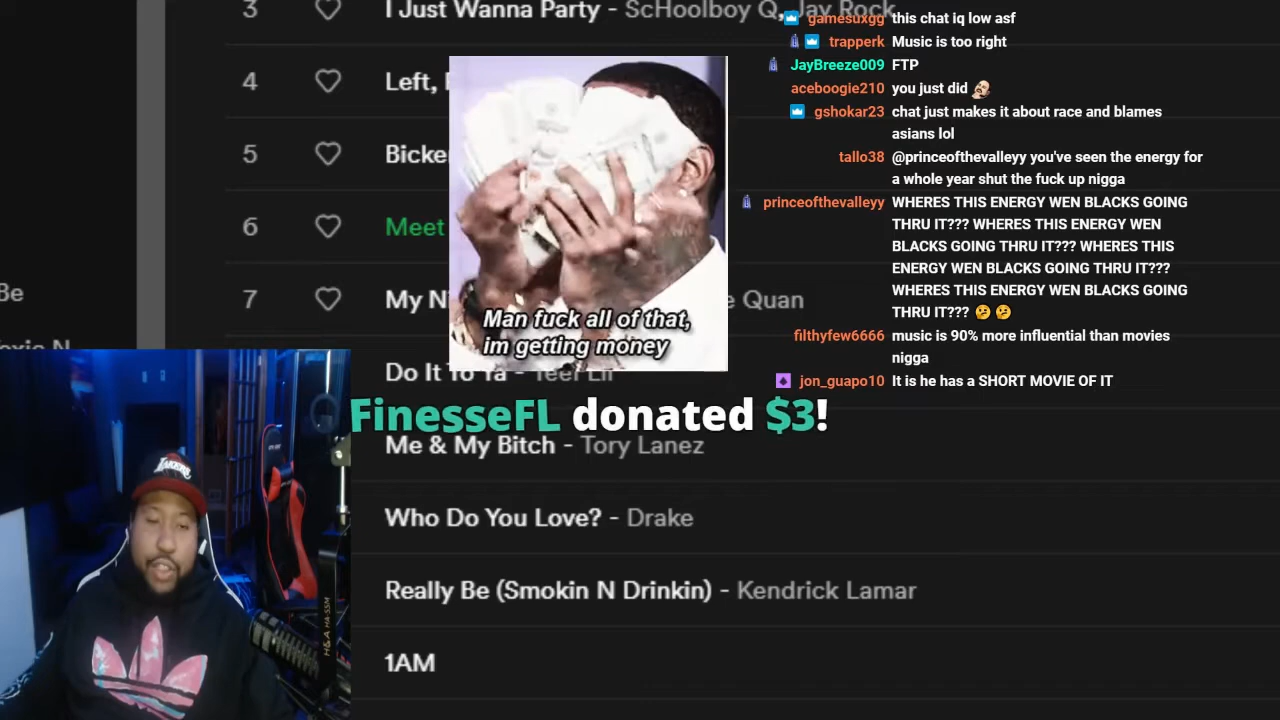 3 I Just Wanna Party - ScHoolboy Q, Jay Rock
4 Left,
5 Bicke
6 Meet
7 My N e Quan
Do It To Ya - Teeh Lil
Me & My Bitch - Tory Lanez
Who Do You Love? - Drake
Really Be (Smokin N Drinkin) - Kendrick Lamar
1AM
Be
oxic N
Man fuck all of that,
im getting money
FinesseFL donated $3!
LAKERS
H&A HA-SSM
gamesuxgg this chat iq low asf
trapperk Music is too right
JayBreeze009 FTP
aceboogie210 you just did
gshokar23 chat just makes it about race and blames
asians lol
tallo38 @princeofthevalleyy you've seen the energy for
a whole year shut the fuck up nigga
princeofthevalleyy WHERES THIS ENERGY WEN BLACKS GOING
THRU IT??? WHERES THIS ENERGY WEN
BLACKS GOING THRU IT??? WHERES THIS
ENERGY WEN BLACKS GOING THRU IT???
WHERES THIS ENERGY WEN BLACKS GOING
THRU IT??? 🤔 🤔
filthyfew6666 music is 90% more influential than movies
nigga
jon_guapo10 It is he has a SHORT MOVIE OF IT